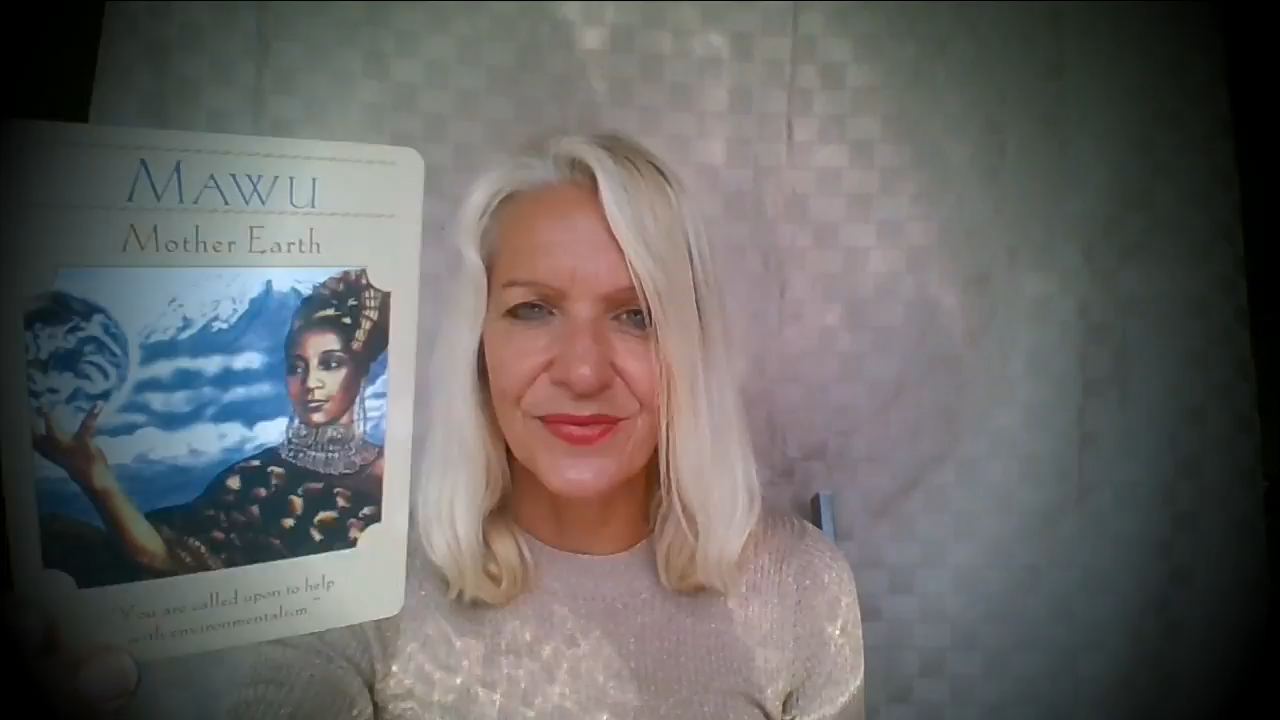 MAWU
Mother Earth
"You are called upon to help
with environmentalism."